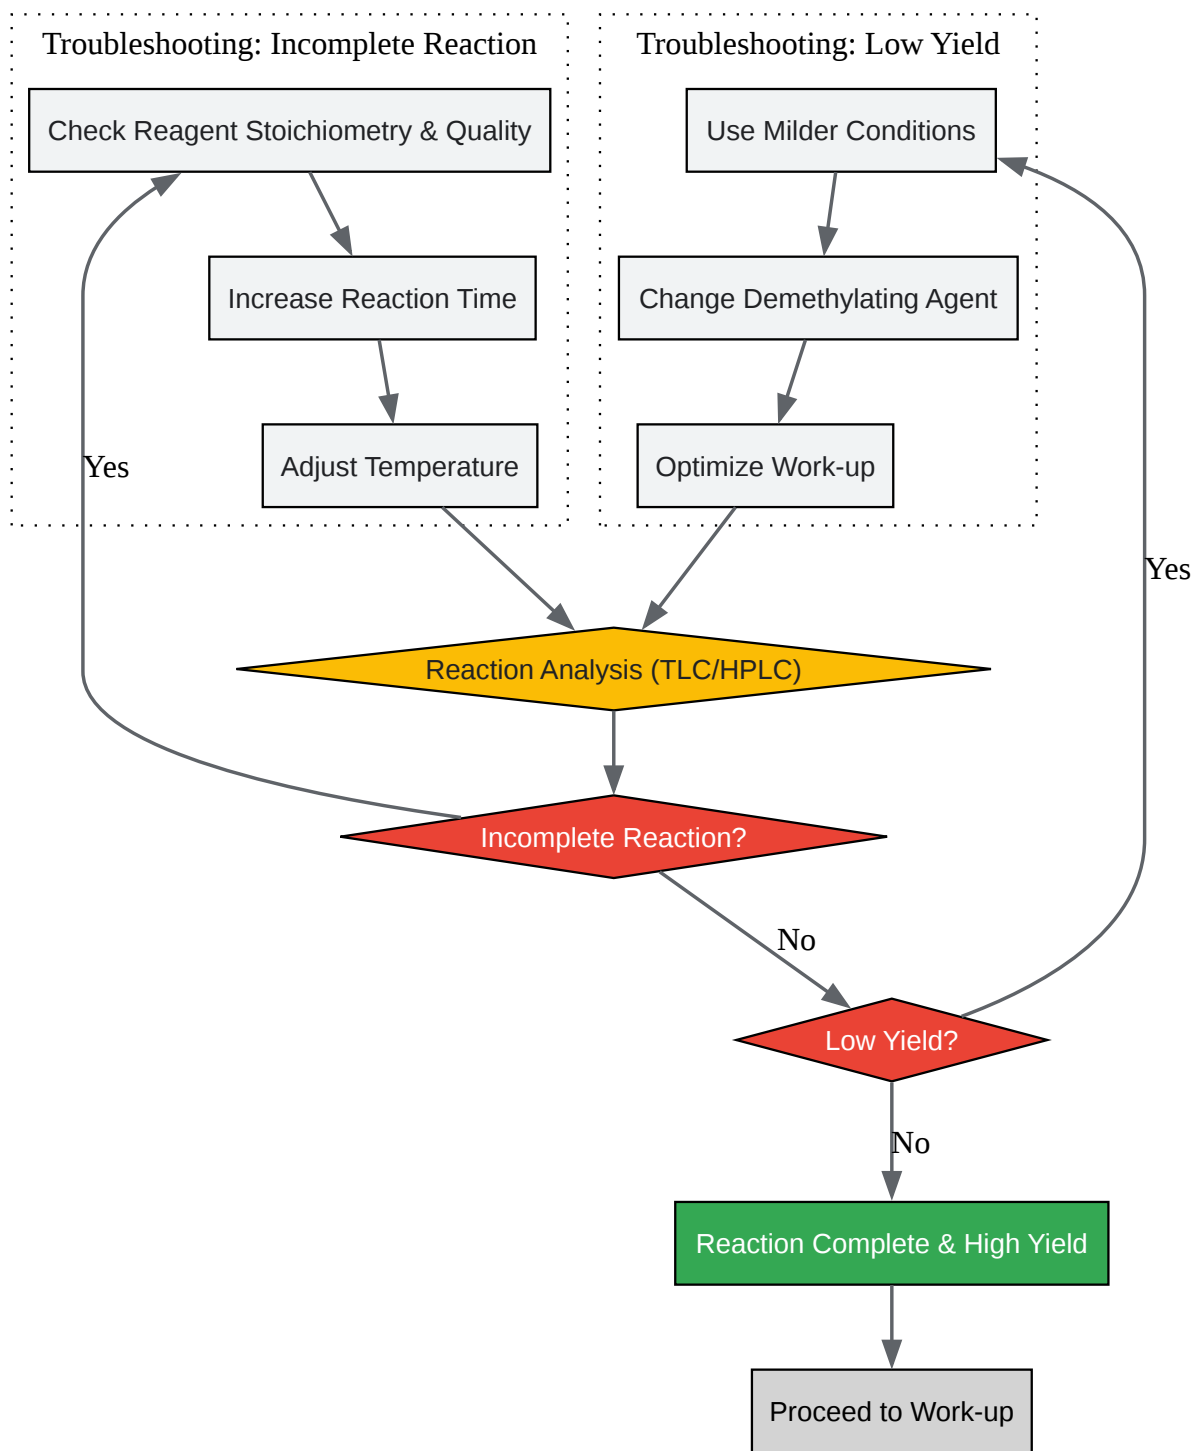 Troubleshooting: Incomplete Reaction
Check Reagent Stoichiometry & Quality
Increase Reaction Time
Adjust Temperature
Troubleshooting: Low Yield
Use Milder Conditions
Change Demethylating Agent
Optimize Work-up
Yes
Yes
Reaction Analysis (TLC/HPLC)
Incomplete Reaction?
No
Low Yield?
No
Reaction Complete & High Yield
Proceed to Work-up